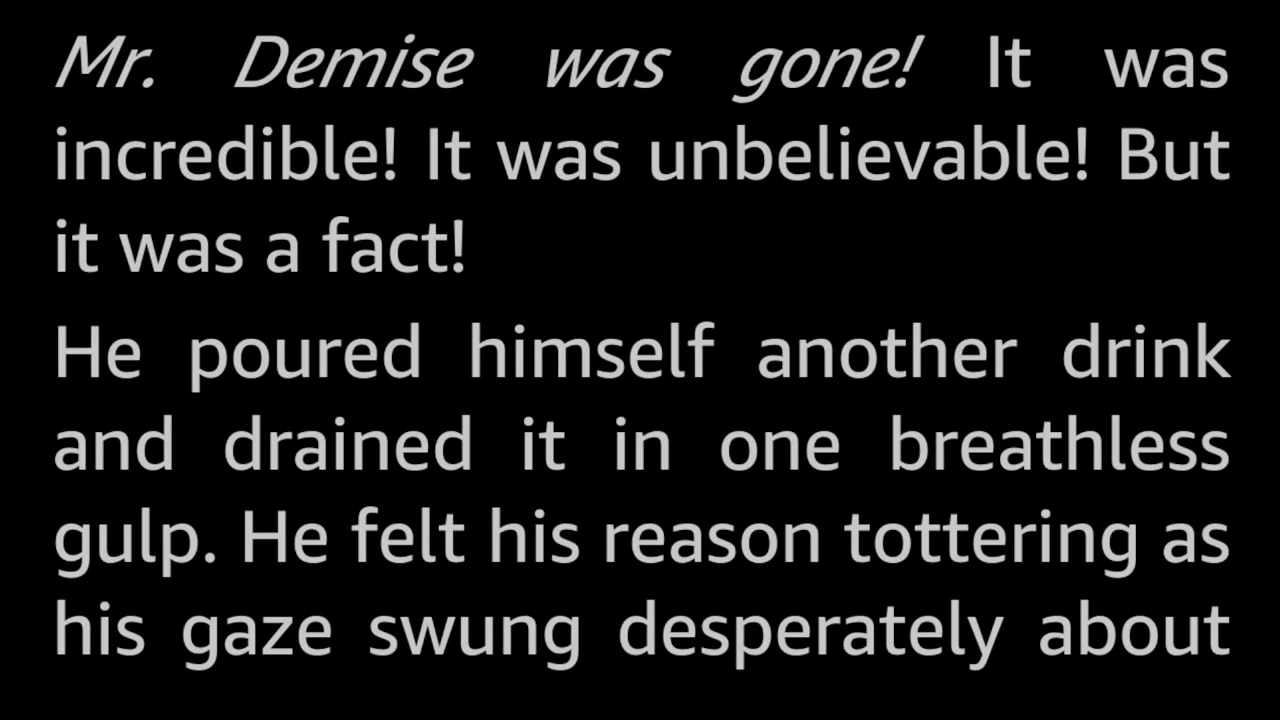 Mr. Demise was gone! It was
incredible! It was unbelievable! But
it was a fact!
He poured himself another drink
and drained it in one breathless
gulp. He felt his reason tottering as
his gaze swung desperately about